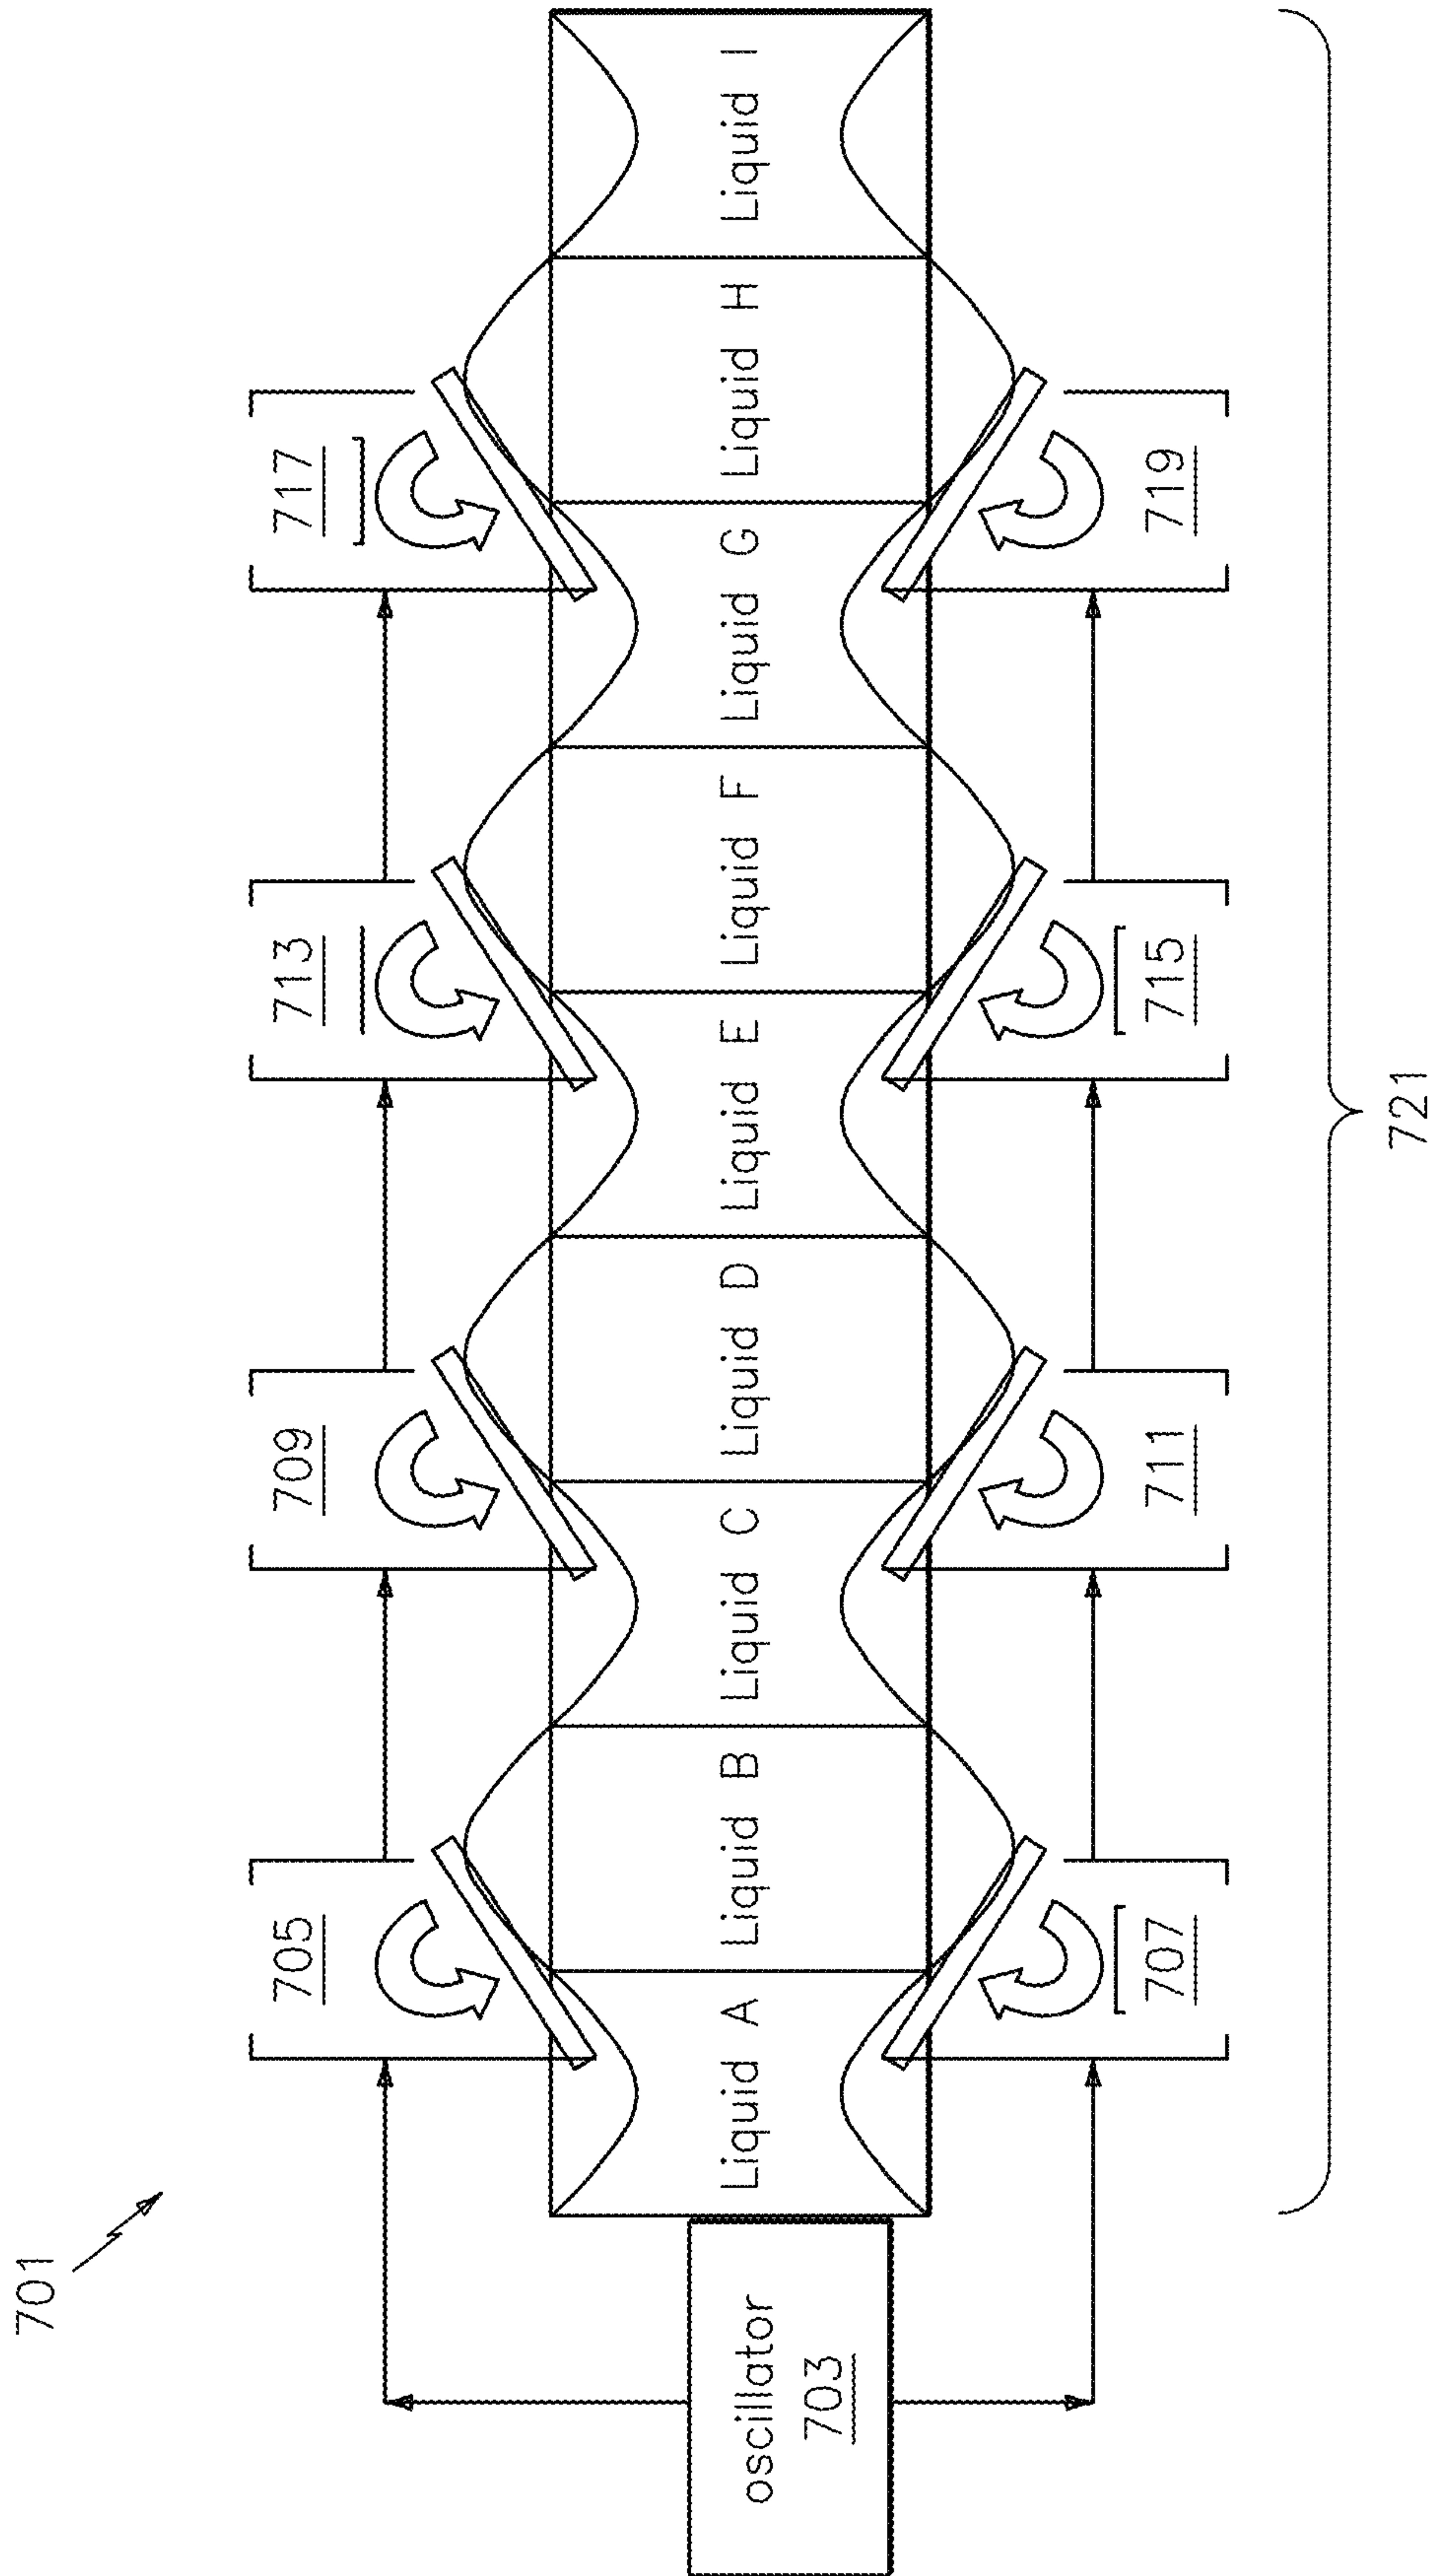 701
705
709
713
717
oscillator
703
Liquid A
Liquid B
Liquid C
Liquid D
Liquid E
Liquid F
Liquid G
Liquid H
Liquid I
707
711
715
719
721